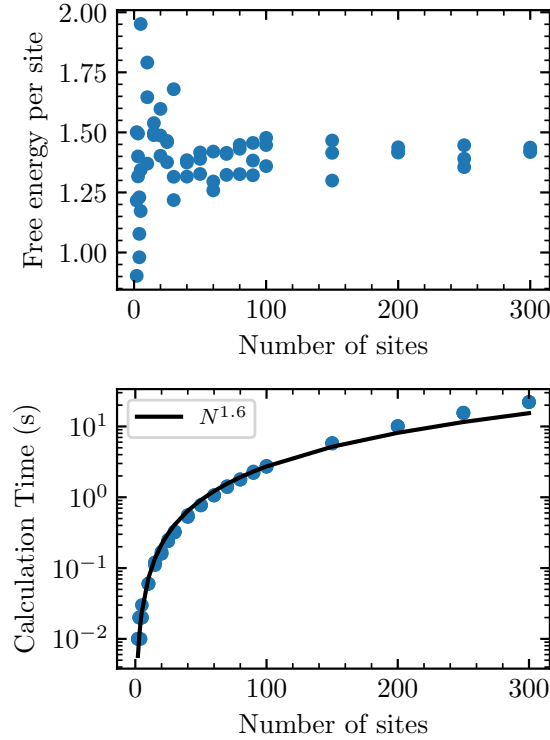 2.00
1.75
1.50
1.25
1.00
Free energy per site
0 100 200 300
Number of sites
N^{1.6}
10^1
10^0
10^{-1}
10^{-2}
Calculation Time (s)
0 100 200 300
Number of sites